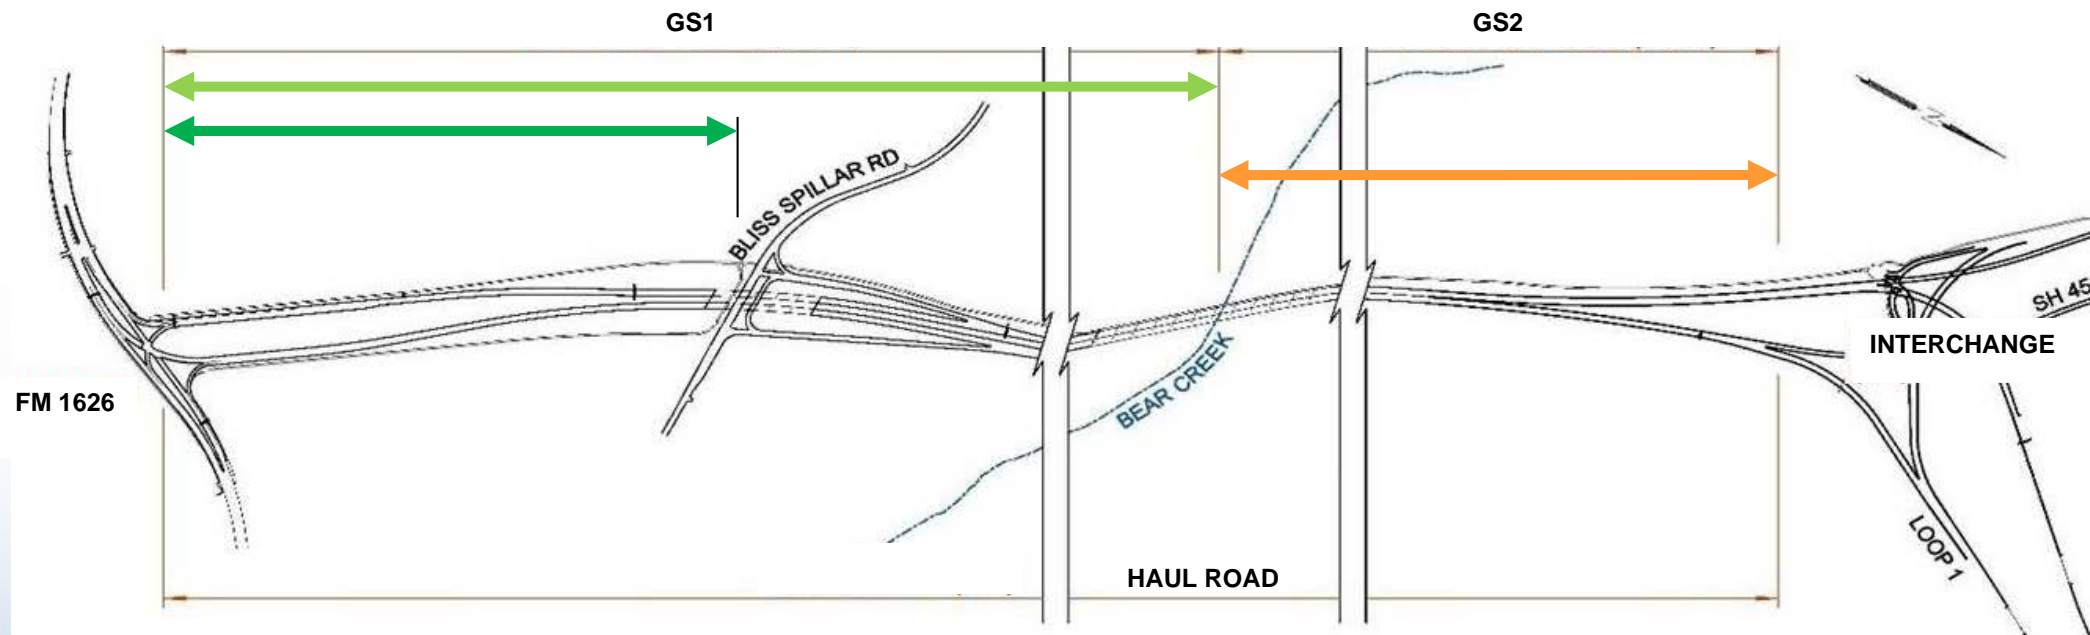 GS1
GS2
BLISS SPILLAR RD
N
SH 45
INTERCHANGE
BEAR CREEK
FM 1626
LOOP 1
HAUL ROAD